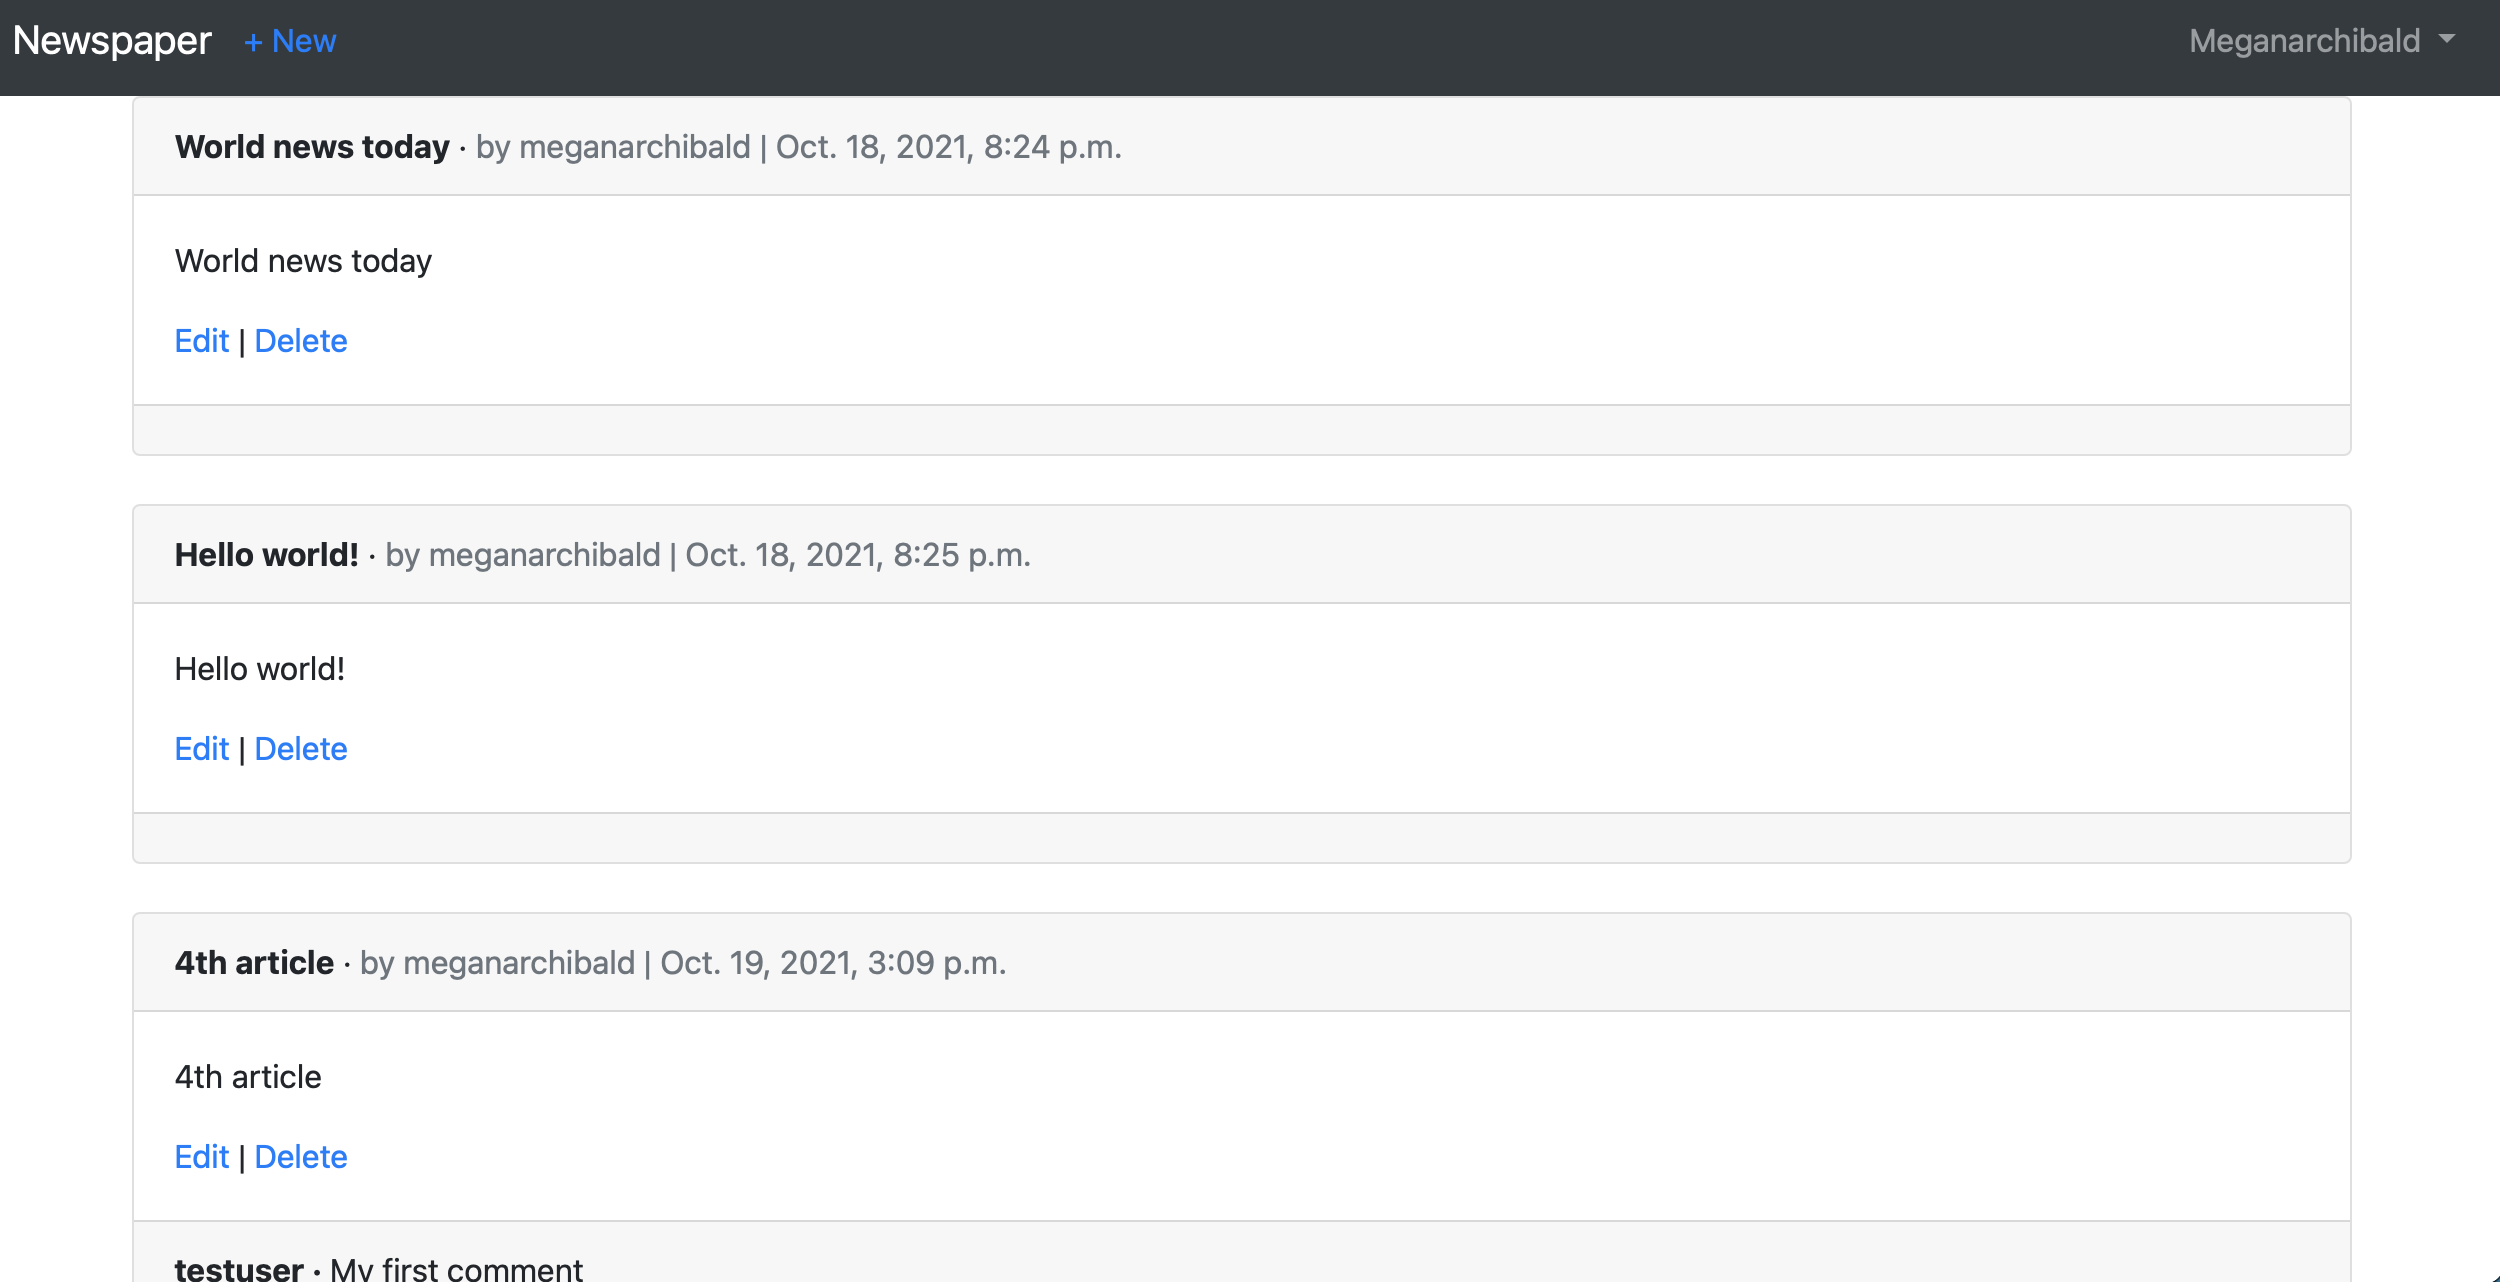 Newspaper + New Meganarchibald
World news today · by meganarchibald | Oct. 18, 2021, 8:24 p.m.
World news today
Edit | Delete
Hello world! · by meganarchibald | Oct. 18, 2021, 8:25 p.m.
Hello world!
Edit | Delete
4th article · by meganarchibald | Oct. 19, 2021, 3:09 p.m.
4th article
Edit | Delete
testuser · My first comment